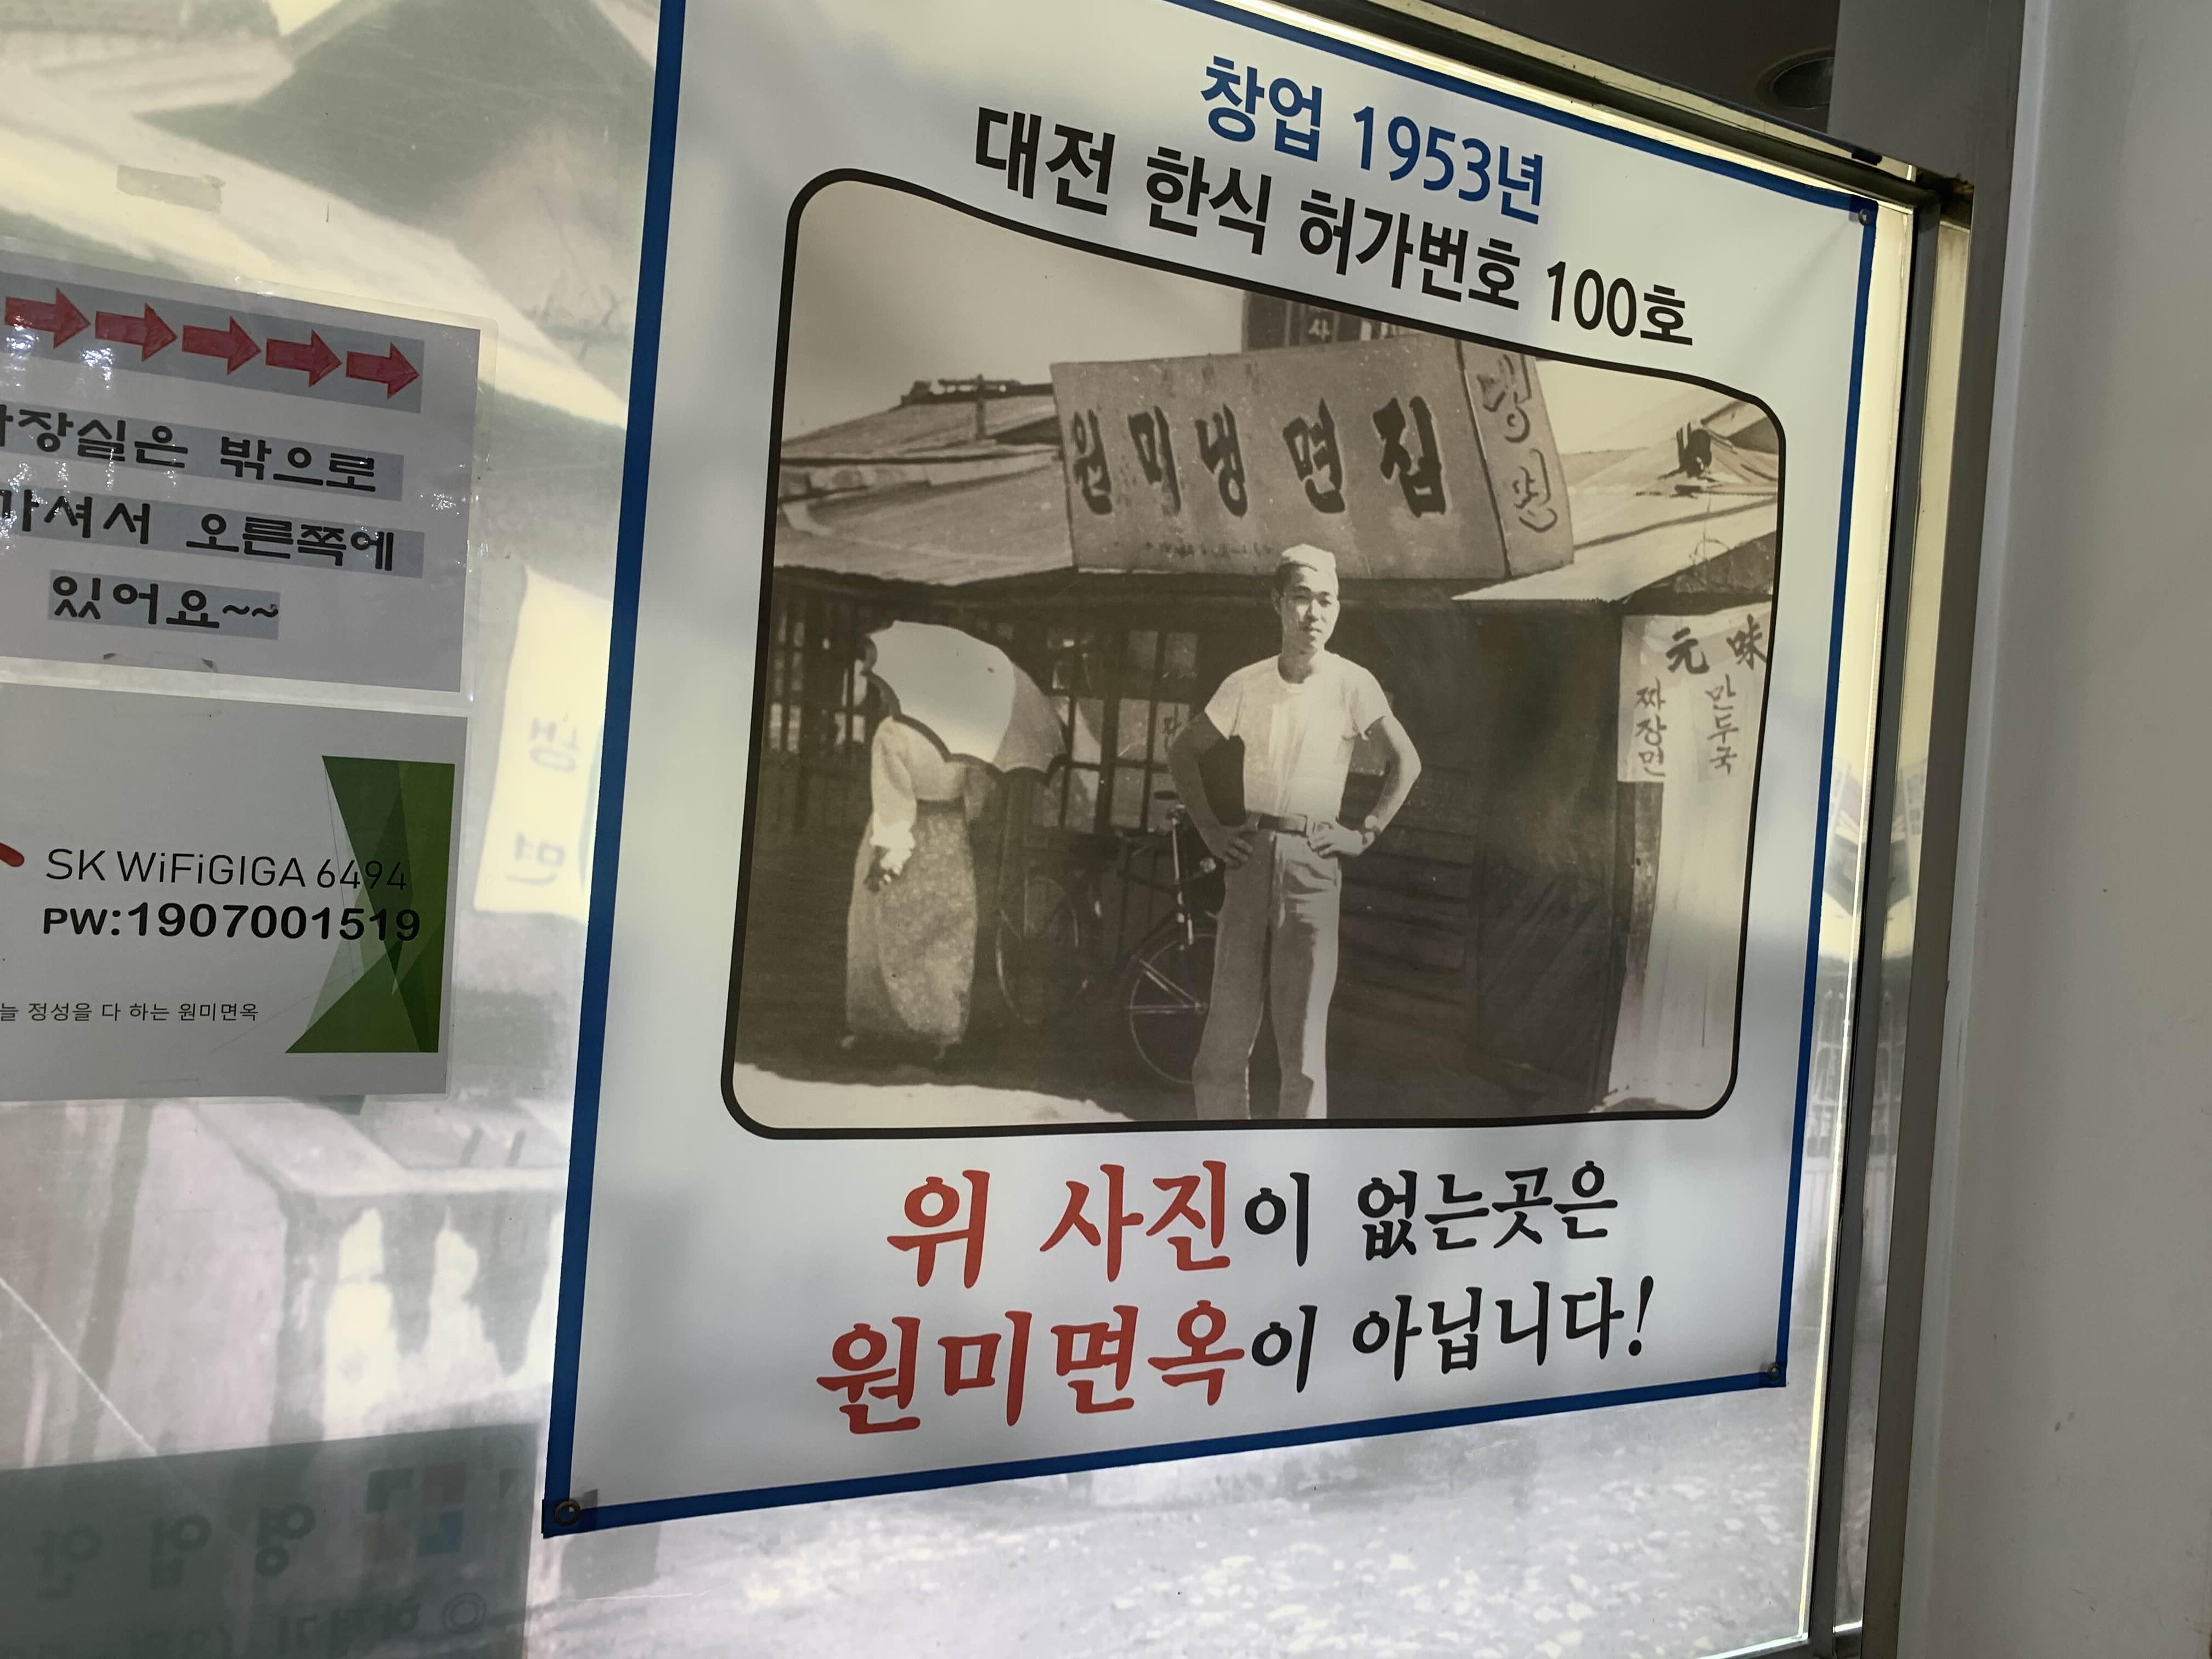 창업 1953년
대전 한식 허가번호 100호
원미냉면집
냉면
元味
만두국
짜장면
위 사진이 없는곳은
원미면옥이 아닙니다!
화장실은 밖으로
오른쪽에
있어요~~
SK WiFiGIGA 6494
PW:1907001519
정성을 다 하는 원미면옥
냉면